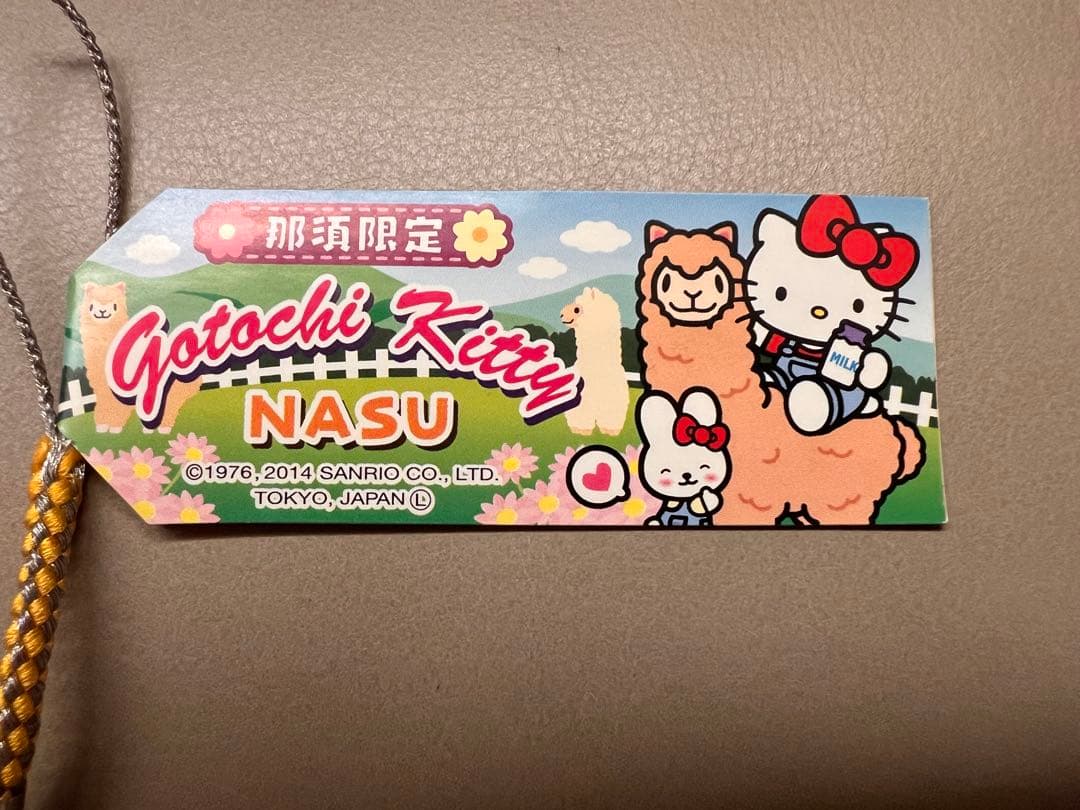 那須限定
Gotochi Kitty
NASU
©1976, 2014 SANRIO CO., LTD.
TOKYO, JAPAN Ⓛ
MILK